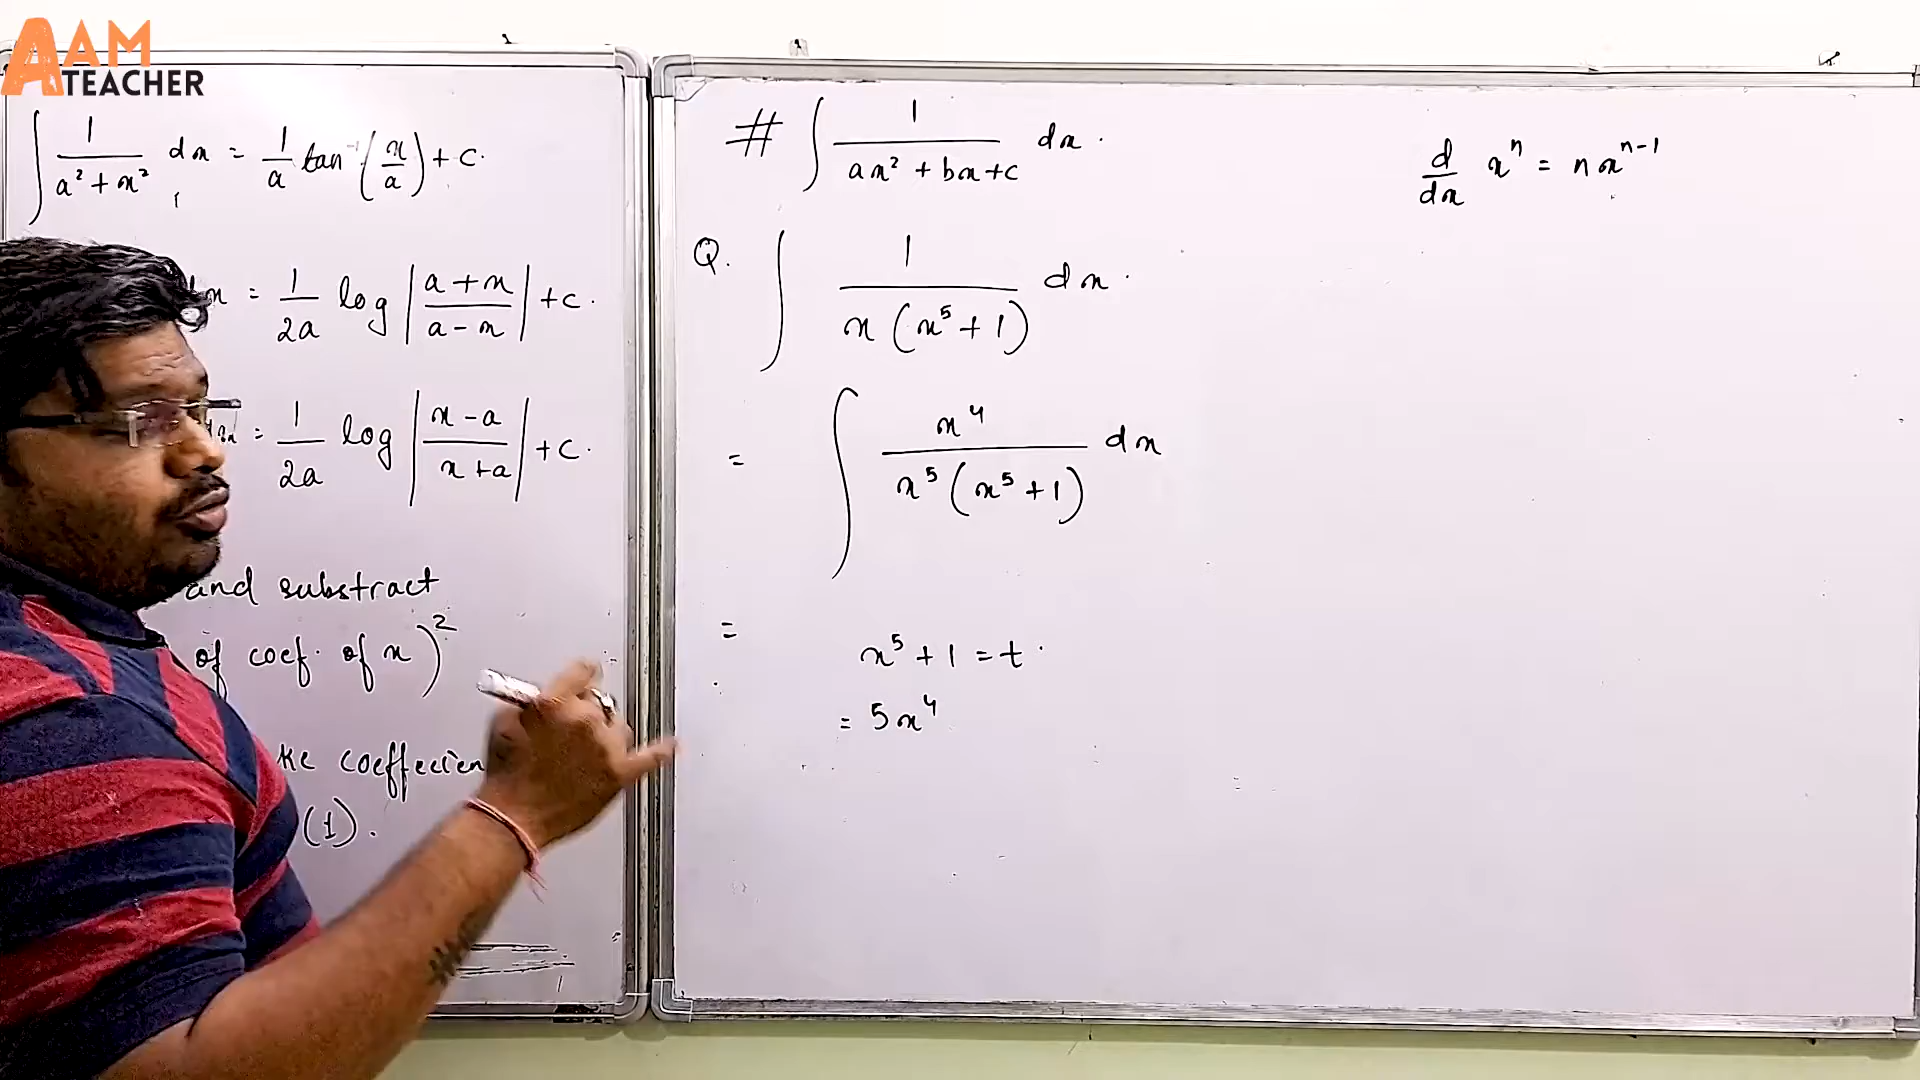 AAM
TEACHER
∫ 1/(a² + x²) dx = 1/a tan⁻¹ (x/a) + c.
dx = 1/2a log |(a + x)/(a - x)| + c.
dx = 1/2a log |(x - a)/(x + a)| + c.
and substract
of coef. of x)²
coeffecien
(1).
# ∫ 1/(ax² + bx + c) dx.
Q. ∫ 1/(x (x⁵ + 1)) dx.
= ∫ x⁴/(x⁵ (x⁵ + 1)) dx
=
x⁵ + 1 = t.
= 5x⁴
d/dx xⁿ = n xⁿ⁻¹